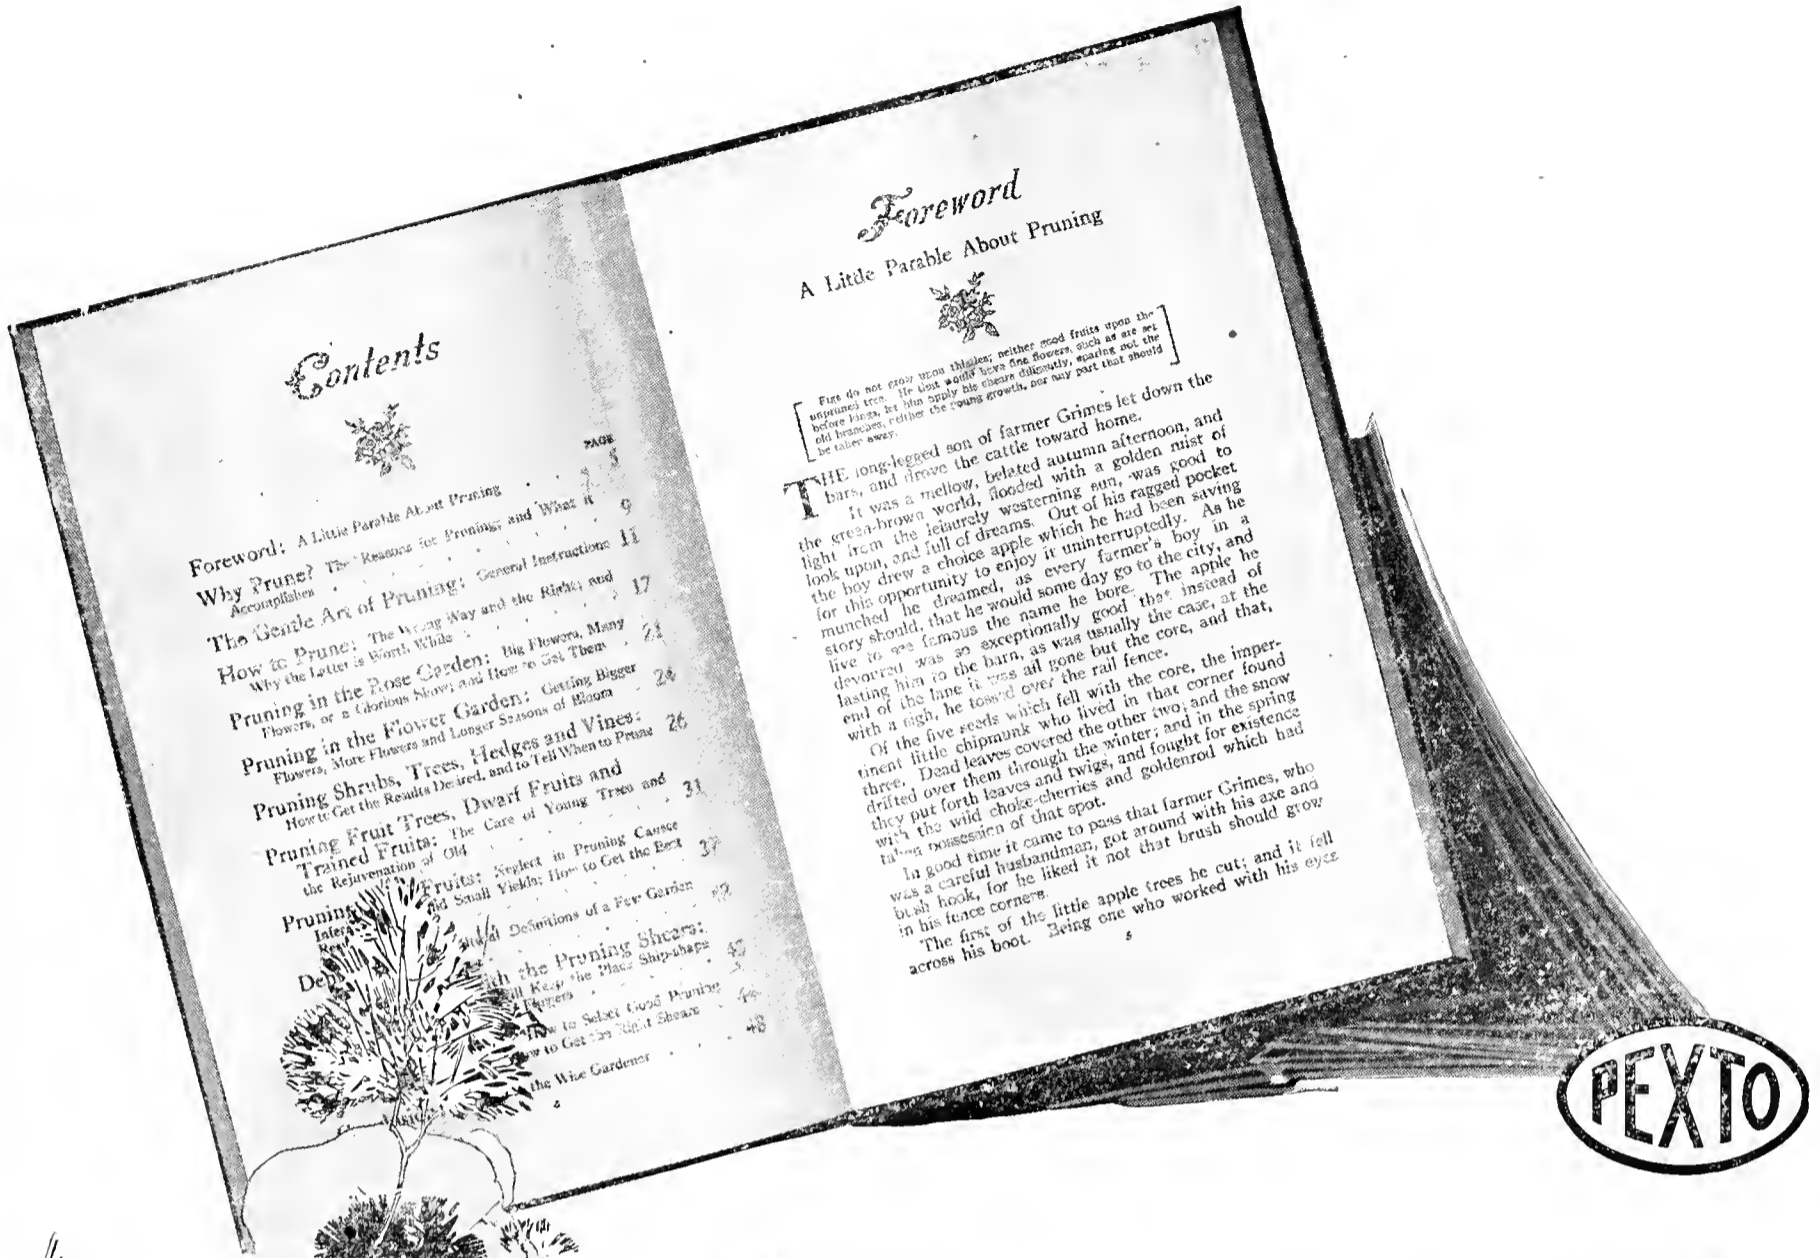 Contents
PAGE
Foreword: A Little Parable About Pruning 5
Why Prune? The Reasons for Pruning; and What it
Accomplishes 9
The Gentle Art of Pruning: General Instructions 11
How to Prune: The Wrong Way and the Right; and
Why the Latter is Worth While 17
Pruning in the Rose Garden: Big Flowers, Many
Flowers, or a Glorious Show; and How to Get Them 21
Pruning in the Flower Garden: Getting Bigger
Flowers, More Flowers and Longer Seasons of Bloom 24
Pruning Shrubs, Trees, Hedges and Vines:
How to Get the Results Desired, and to Tell When to Prune 26
Pruning Fruit Trees, Dwarf Fruits and
Trained Fruits: The Care of Young Trees and
the Rejuvenation of Old 31
Pruning Fruits: Neglect in Pruning Causes
Small Yields; How to Get the Best 37
Definitions of a Few Garden
the Pruning Shears:
Keep the Place Ship-shape
How to Select Good Pruning
How to Get the Right Shears
the Wise Gardener 48
Foreword
A Little Parable About Pruning
Figs do not grow upon thistles; neither good fruits upon the
unpruned tree. He that would have fine flowers, such as are set
before kings, let him apply his shears diligently, sparing not the
old branches, neither the young growth, nor any part that should
be taken away.
THE long-legged son of farmer Grimes let down the
bars, and drove the cattle toward home.
It was a mellow, belated autumn afternoon, and
the green-brown world, flooded with a golden mist of
light from the leisurely westerning sun, was good to
look upon, and full of dreams. Out of his ragged pocket
the boy drew a choice apple which he had been saving
for this opportunity to enjoy it uninterruptedly. As he
munched he dreamed, as every farmer's boy in a
story should, that he would some day go to the city, and
live to see famous the name he bore. The apple he
devoured was so exceptionally good that instead of
lasting him to the barn, as was usually the case, at the
end of the lane it was all gone but the core, and that,
with a sigh, he tossed over the rail fence.
Of the five seeds which fell with the core, the imper-
tinent little chipmunk who lived in that corner found
three. Dead leaves covered the other two; and the snow
drifted over them through the winter; and in the spring
they put forth leaves and twigs, and fought for existence
with the wild choke-cherries and goldenrod which had
taken possession of that spot.
In good time it came to pass that farmer Grimes, who
was a careful husbandman, got around with his axe and
bush hook, for he liked it not that brush should grow
in his fence corners.
The first of the little apple trees he cut; and it fell
across his boot. Being one who worked with his eyes
5
PEXTO